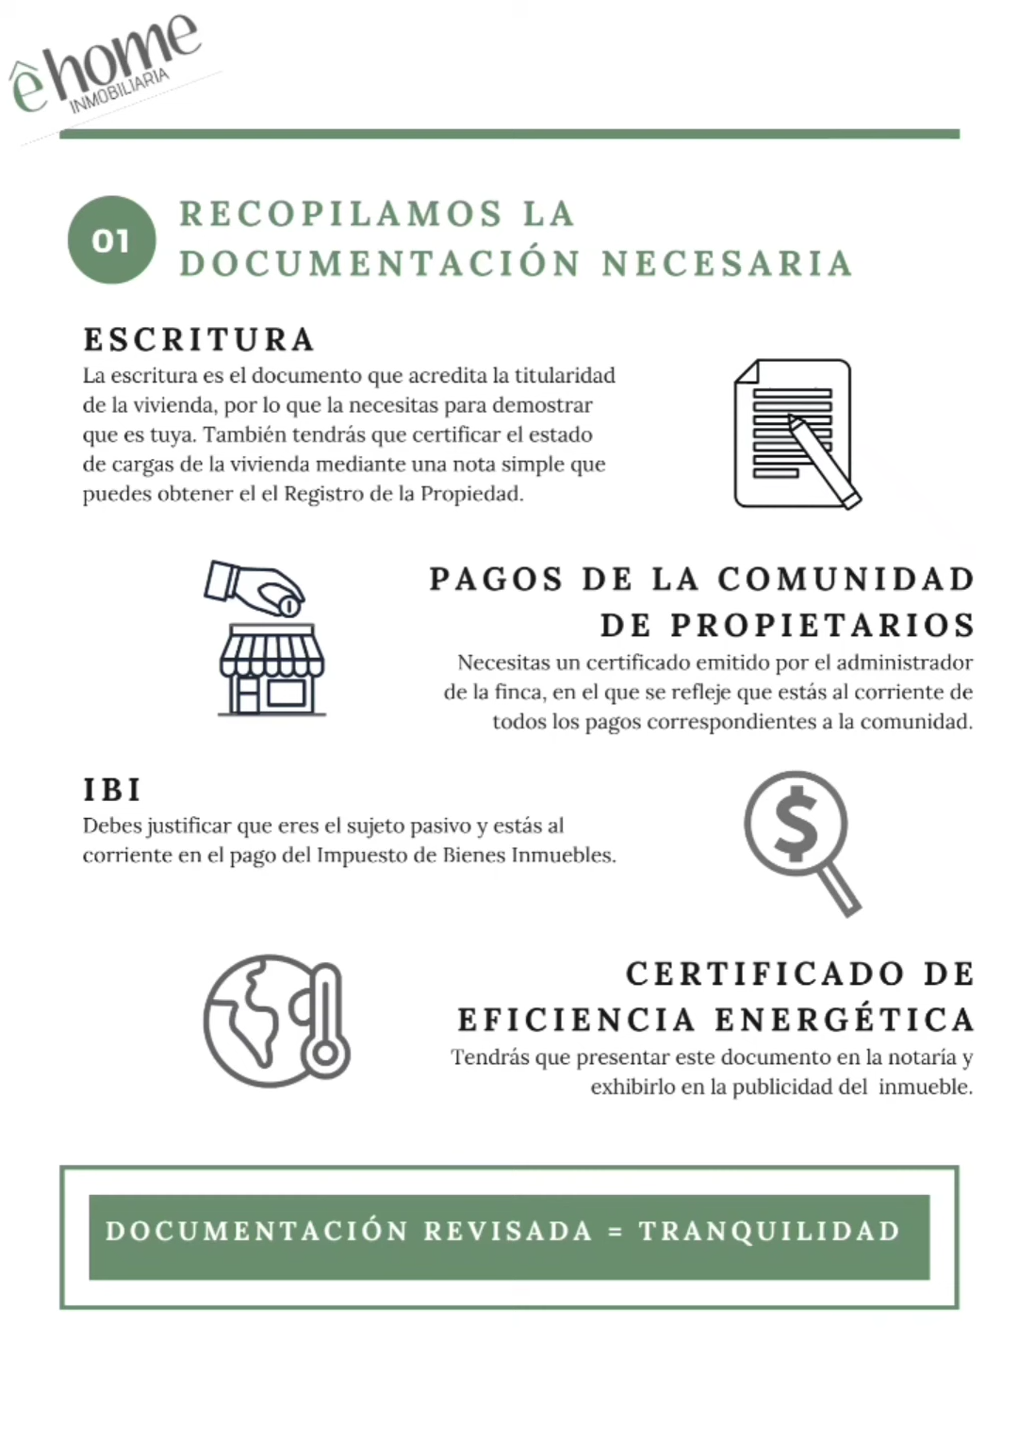 êhome
INMOBILIARIA
01
RECOPILAMOS LA
DOCUMENTACIÓN NECESARIA
ESCRITURA
La escritura es el documento que acredita la titularidad
de la vivienda, por lo que la necesitas para demostrar
que es tuya. También tendrás que certificar el estado
de cargas de la vivienda mediante una nota simple que
puedes obtener el el Registro de la Propiedad.
PAGOS DE LA COMUNIDAD
DE PROPIETARIOS
Necesitas un certificado emitido por el administrador
de la finca, en el que se refleje que estás al corriente de
todos los pagos correspondientes a la comunidad.
IBI
Debes justificar que eres el sujeto pasivo y estás al
corriente en el pago del Impuesto de Bienes Inmuebles.
$
CERTIFICADO DE
EFICIENCIA ENERGÉTICA
Tendrás que presentar este documento en la notaría y
exhibirlo en la publicidad del  inmueble.
DOCUMENTACIÓN REVISADA = TRANQUILIDAD